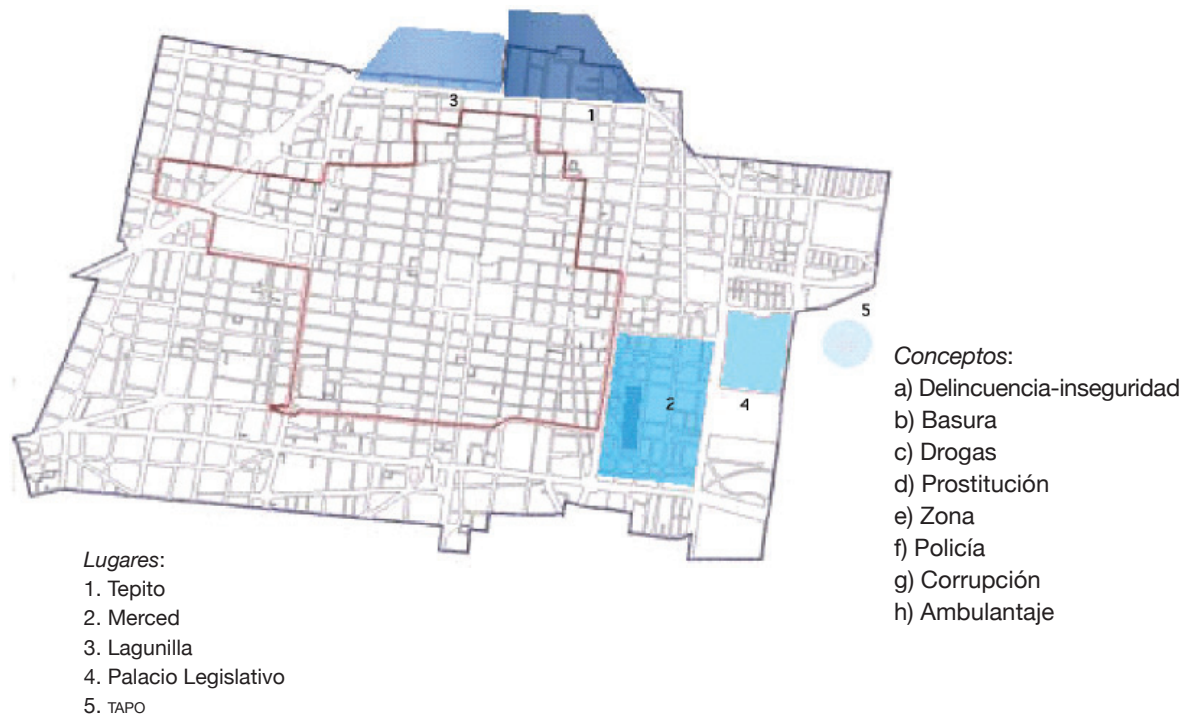 3
1
5
2
4
Conceptos:
a) Delincuencia-inseguridad
b) Basura
c) Drogas
d) Prostitución
e) Zona
f) Policía
g) Corrupción
h) Ambulantaje
Lugares:
1. Tepito
2. Merced
3. Lagunilla
4. Palacio Legislativo
5. TAPO